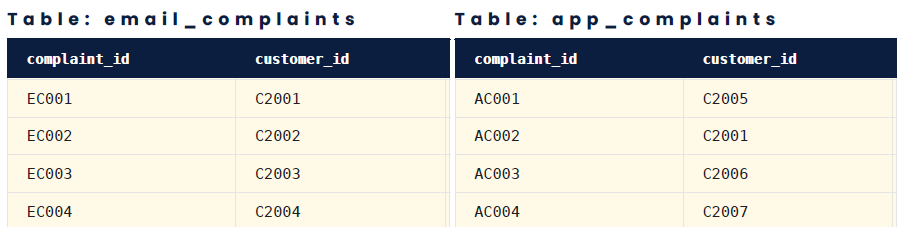 Table: email_complaints Table: app_complaints
complaint_id customer_id complaint_id customer_id
EC001 C2001 AC001 C2005
EC002 C2002 AC002 C2001
EC003 C2003 AC003 C2006
EC004 C2004 AC004 C2007